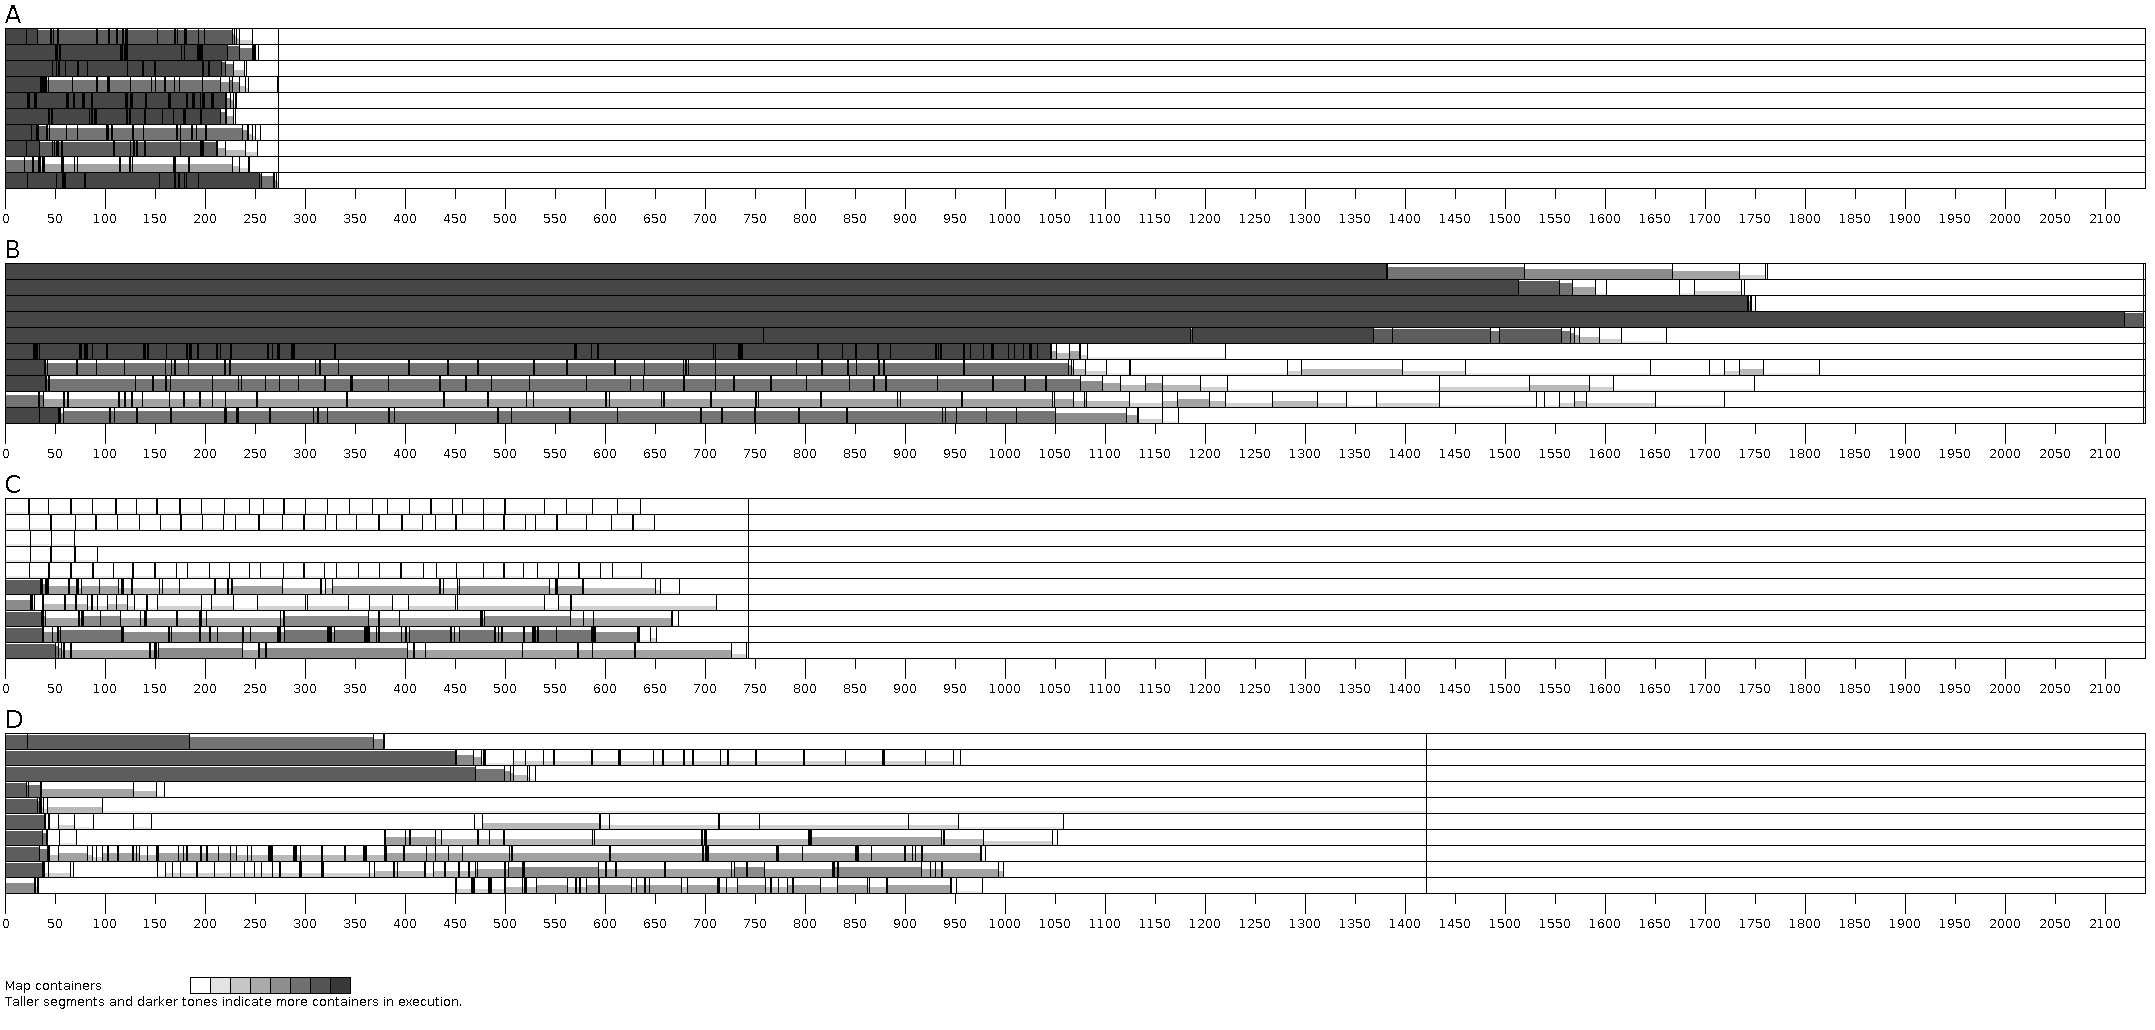 A
0 50 100 150 200 250 300 350 400 450 500 550 600 650 700 750 800 850 900 950 1000 1050 1100 1150 1200 1250 1300 1350 1400 1450 1500 1550 1600 1650 1700 1750 1800 1850 1900 1950 2000 2050 2100
B
0 50 100 150 200 250 300 350 400 450 500 550 600 650 700 750 800 850 900 950 1000 1050 1100 1150 1200 1250 1300 1350 1400 1450 1500 1550 1600 1650 1700 1750 1800 1850 1900 1950 2000 2050 2100
C
0 50 100 150 200 250 300 350 400 450 500 550 600 650 700 750 800 850 900 950 1000 1050 1100 1150 1200 1250 1300 1350 1400 1450 1500 1550 1600 1650 1700 1750 1800 1850 1900 1950 2000 2050 2100
D
0 50 100 150 200 250 300 350 400 450 500 550 600 650 700 750 800 850 900 950 1000 1050 1100 1150 1200 1250 1300 1350 1400 1450 1500 1550 1600 1650 1700 1750 1800 1850 1900 1950 2000 2050 2100
Map containers
Taller segments and darker tones indicate more containers in execution.